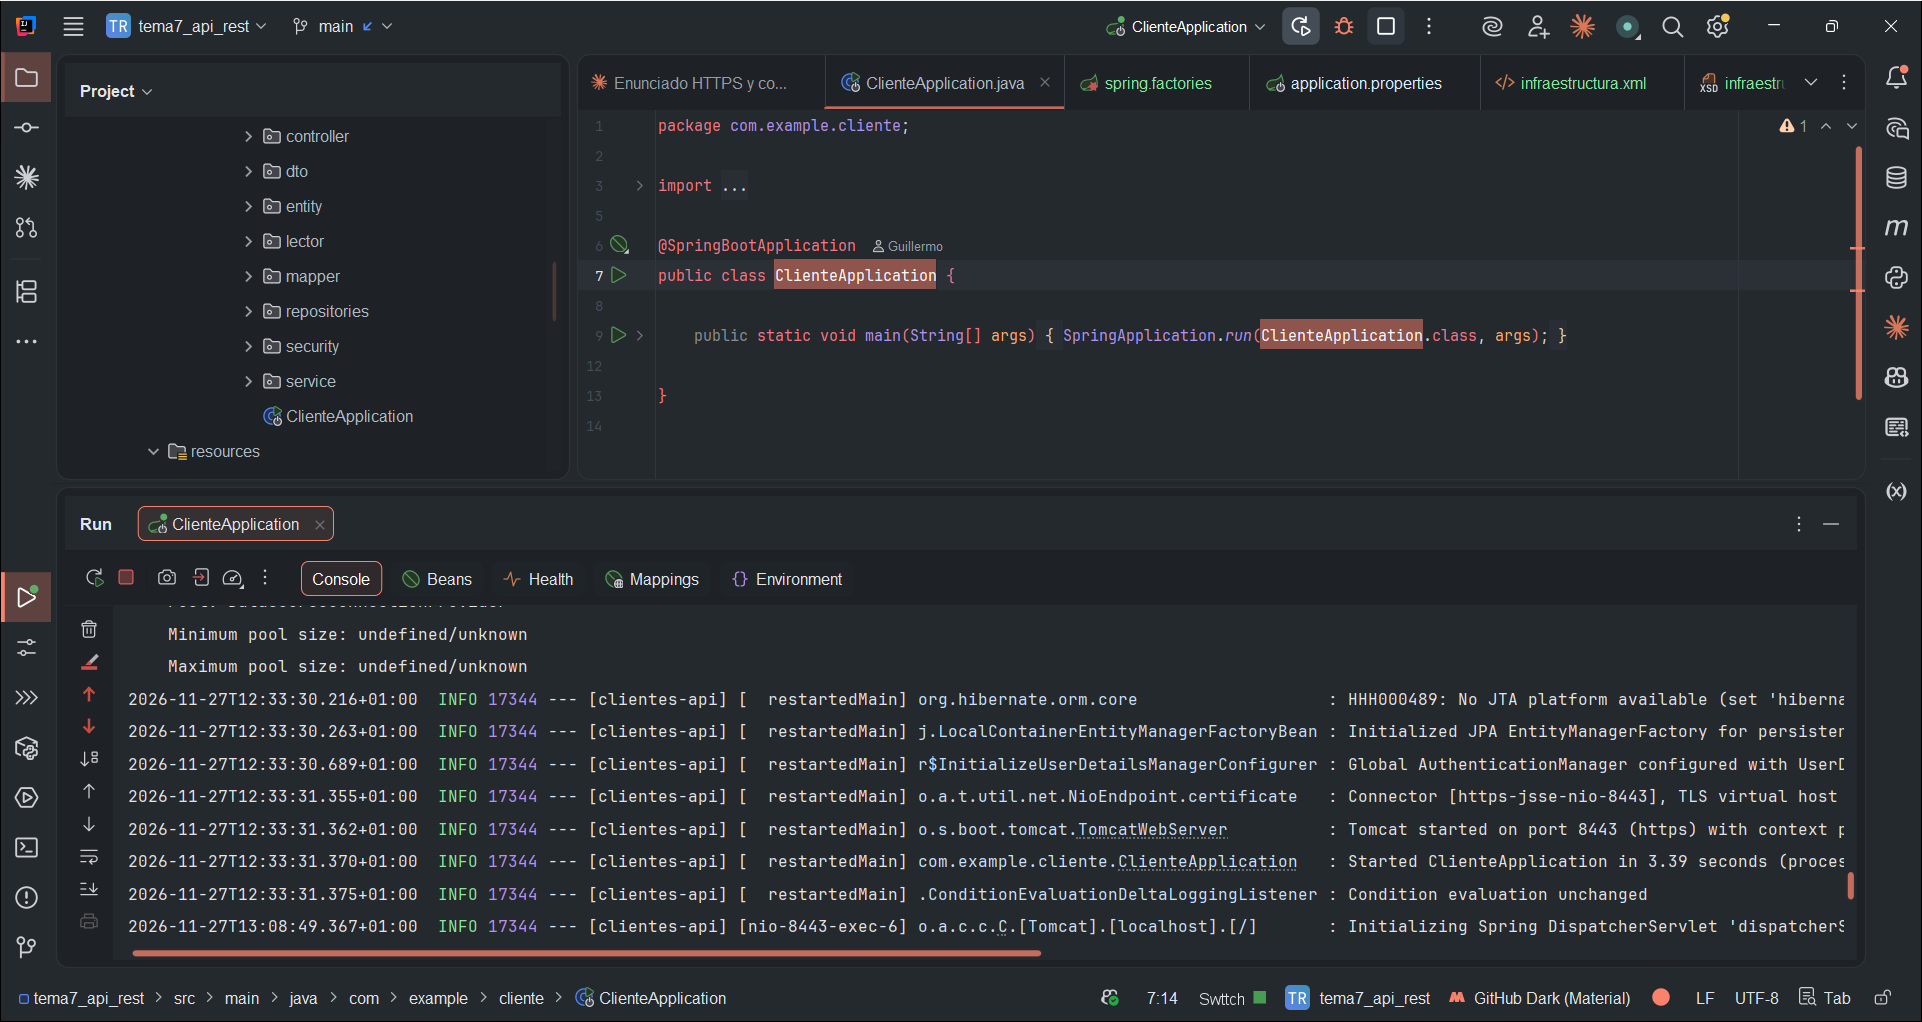 TR tema7_api_rest main ClienteApplication
Project
controller
dto
entity
lector
mapper
repositories
security
service
ClienteApplication
resources
Enunciado HTTPS y co... ClienteApplication.java spring.factories application.properties infraestructura.xml XSD infraestru
1 package com.example.cliente; 1
2
3 import ...
5
6 @SpringBootApplication Guillermo
7 public class ClienteApplication {
8
9 public static void main(String[] args) { SpringApplication.run(ClienteApplication.class, args); }
12
13 }
14
Run ClienteApplication
Console Beans Health Mappings Environment
Minimum pool size: undefined/unknown
Maximum pool size: undefined/unknown
2026-11-27T12:33:30.216+01:00 INFO 17344 --- [clientes-api] [ restartedMain] org.hibernate.orm.core : HHH000489: No JTA platform available (set 'hiberna
2026-11-27T12:33:30.263+01:00 INFO 17344 --- [clientes-api] [ restartedMain] j.LocalContainerEntityManagerFactoryBean : Initialized JPA EntityManagerFactory for persisten
2026-11-27T12:33:30.689+01:00 INFO 17344 --- [clientes-api] [ restartedMain] r$InitializeUserDetailsManagerConfigurer : Global AuthenticationManager configured with UserD
2026-11-27T12:33:31.355+01:00 INFO 17344 --- [clientes-api] [ restartedMain] o.a.t.util.net.NioEndpoint.certificate : Connector [https-jsse-nio-8443], TLS virtual host
2026-11-27T12:33:31.362+01:00 INFO 17344 --- [clientes-api] [ restartedMain] o.s.boot.tomcat.TomcatWebServer : Tomcat started on port 8443 (https) with context p
2026-11-27T12:33:31.370+01:00 INFO 17344 --- [clientes-api] [ restartedMain] com.example.cliente.ClienteApplication : Started ClienteApplication in 3.39 seconds (proces
2026-11-27T12:33:31.375+01:00 INFO 17344 --- [clientes-api] [ restartedMain] .ConditionEvaluationDeltaLoggingListener : Condition evaluation unchanged
2026-11-27T13:08:49.367+01:00 INFO 17344 --- [clientes-api] [nio-8443-exec-6] o.a.c.c.C.[Tomcat].[localhost].[/] : Initializing Spring DispatcherServlet 'dispatcherS
tema7_api_rest > src > main > java > com > example > cliente > ClienteApplication 7:14 Swttch TR tema7_api_rest GitHub Dark (Material) LF UTF-8 Tab